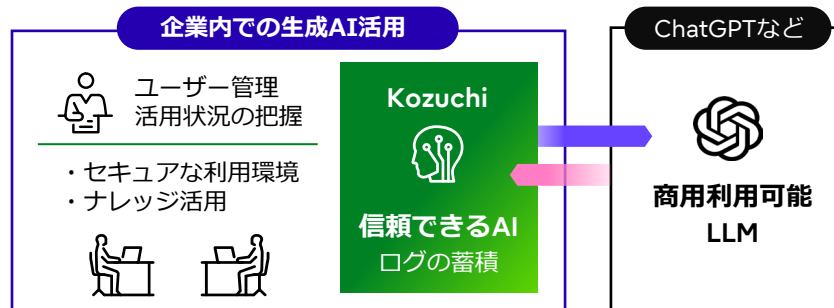 企業内での生成AI活用
ユーザー管理
活用状況の把握
・セキュアな利用環境
・ナレッジ活用
Kozuchi
信頼できるAI
ログの蓄積
ChatGPTなど
商用利用可能
LLM